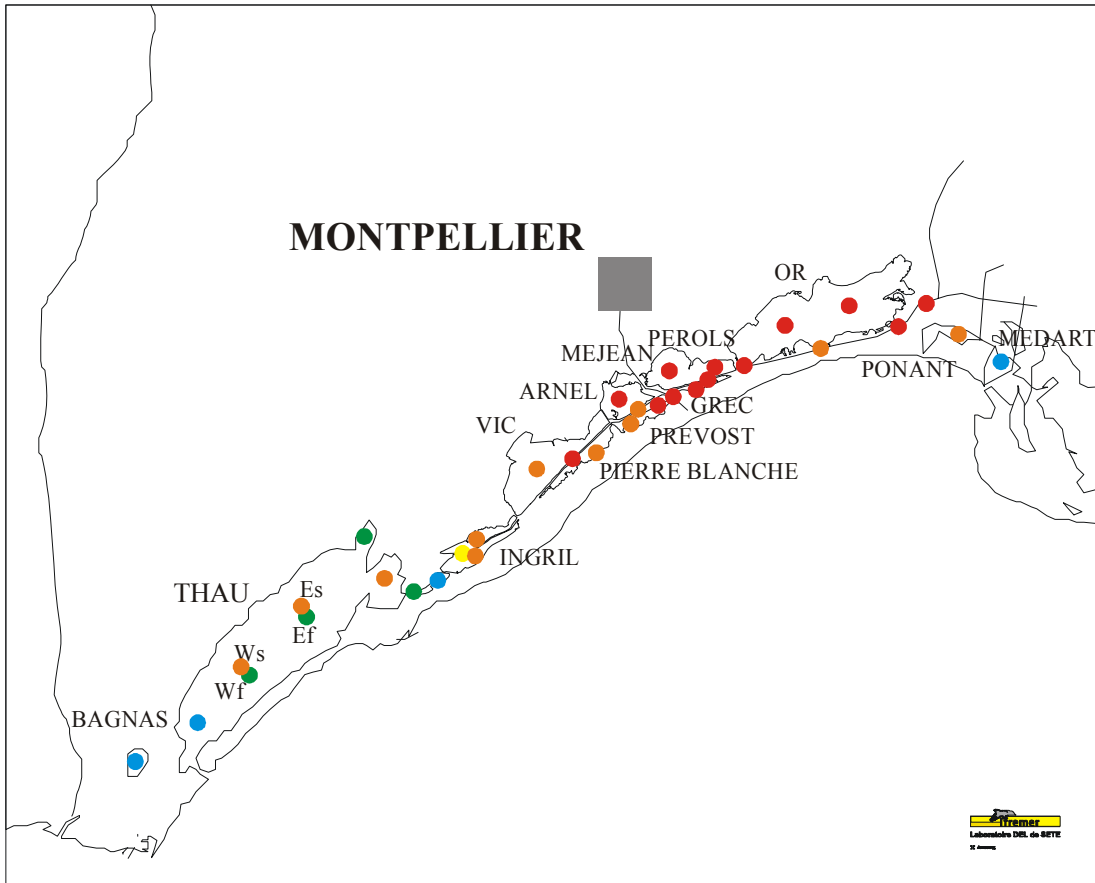 MONTPELLIER
OR
PEROLS
MEDART
MEJEAN
PONANT
ARNEL
GREC
VIC
PREVOST
PIERRE BLANCHE
INGRIL
THAU
Es
Ef
Ws
Wf
BAGNAS
Ifremer
Laboratoire DEL de SETE